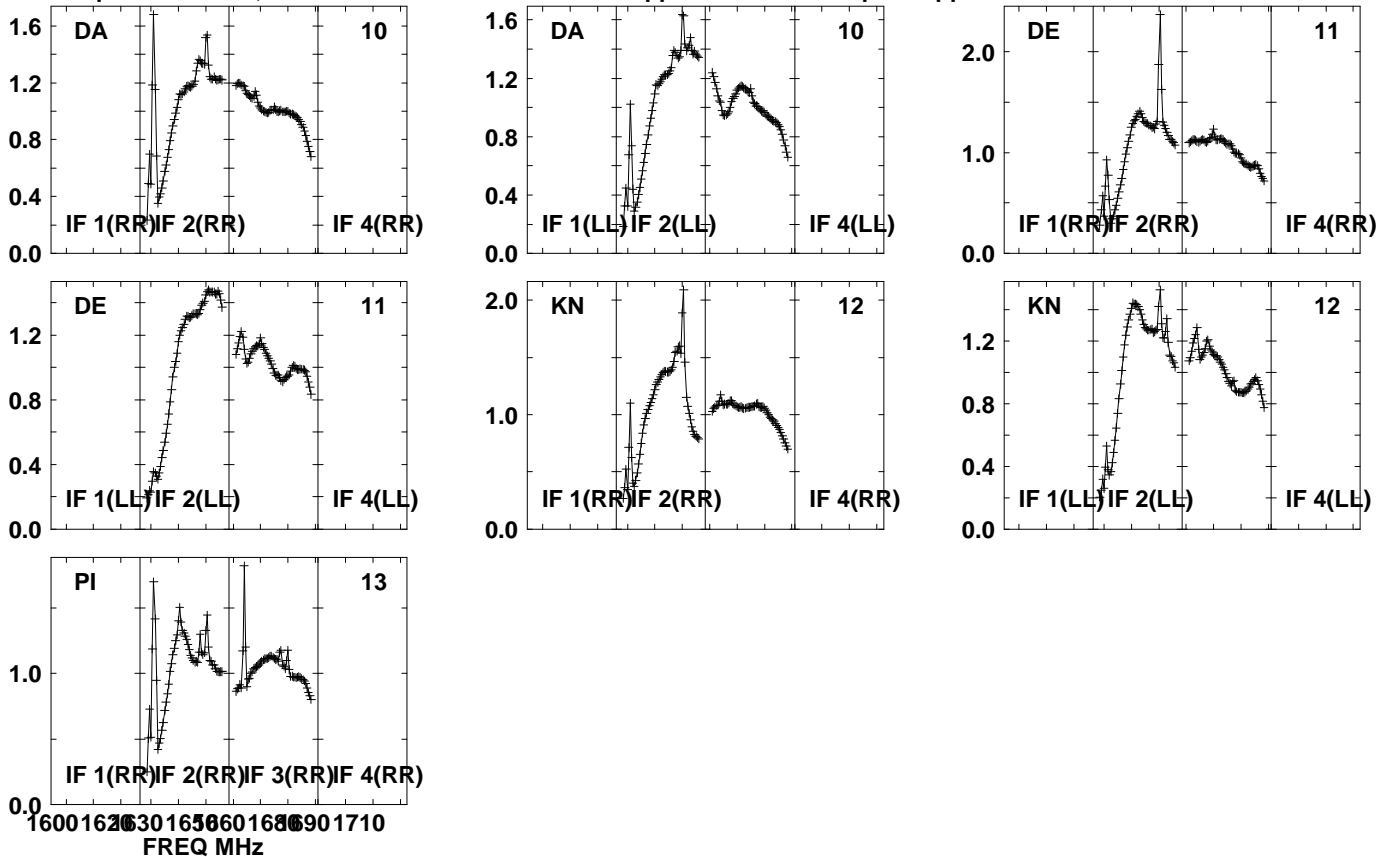 DA
10
1.6
1.2
0.8
0.4
0.0
IF 1(RR)
IF 2(RR)
IF 4(RR)
DA
10
1.6
1.2
0.8
0.4
0.0
IF 1(LL)
IF 2(LL)
IF 4(LL)
DE
11
2.0
1.0
0.0
IF 1(RR)
IF 2(RR)
IF 4(RR)
DE
11
1.2
0.8
0.4
0.0
IF 1(LL)
IF 2(LL)
IF 4(LL)
KN
12
2.0
1.0
0.0
IF 1(RR)
IF 2(RR)
IF 4(RR)
KN
12
1.2
0.8
0.4
0.0
IF 1(LL)
IF 2(LL)
IF 4(LL)
PI
13
1.0
0.0
IF 1(RR)
IF 2(RR)
IF 3(RR)
IF 4(RR)
1600 1620 1630 1650 1660 1680 1690 1710
FREQ MHz